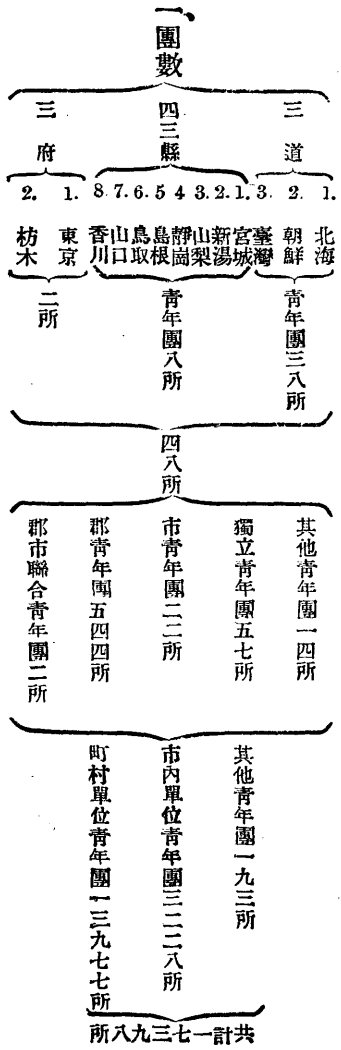 一、團數
三道
四三縣
三府
1. 北海
2. 朝鮮
3. 臺灣
1. 宮城
2. 新湯
3. 山梨
4 靜崗
5. 島根
6. 鳥取
7. 山口
8. 香川
1. 東京
2. 枋木
青年團三八所
青年團八所
二所
四八所
其他青年團一四所
獨立青年團五七所
市青年團二二所
郡青年團五四四所
郡市聯合青年團二所
其他青年團一九三所
市內單位青年團三二二八所
町村單位青年團一三九七七所
共計一七三九八所